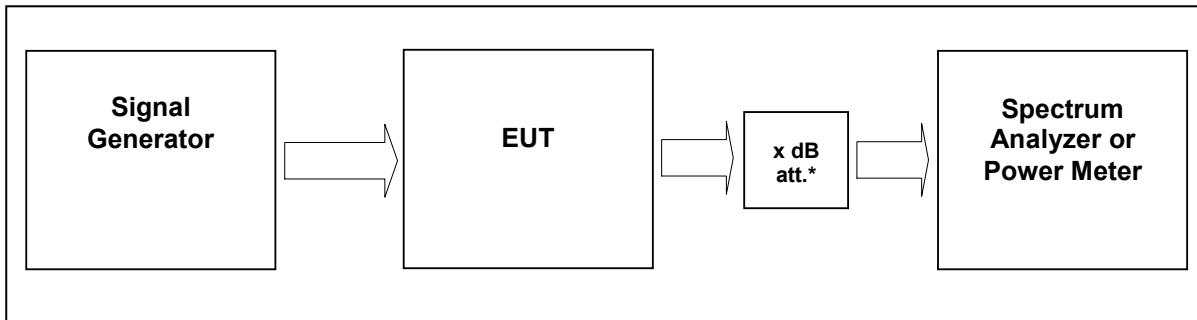 Signal
Generator
EUT
x dB
att.*
Spectrum
Analyzer or
Power Meter